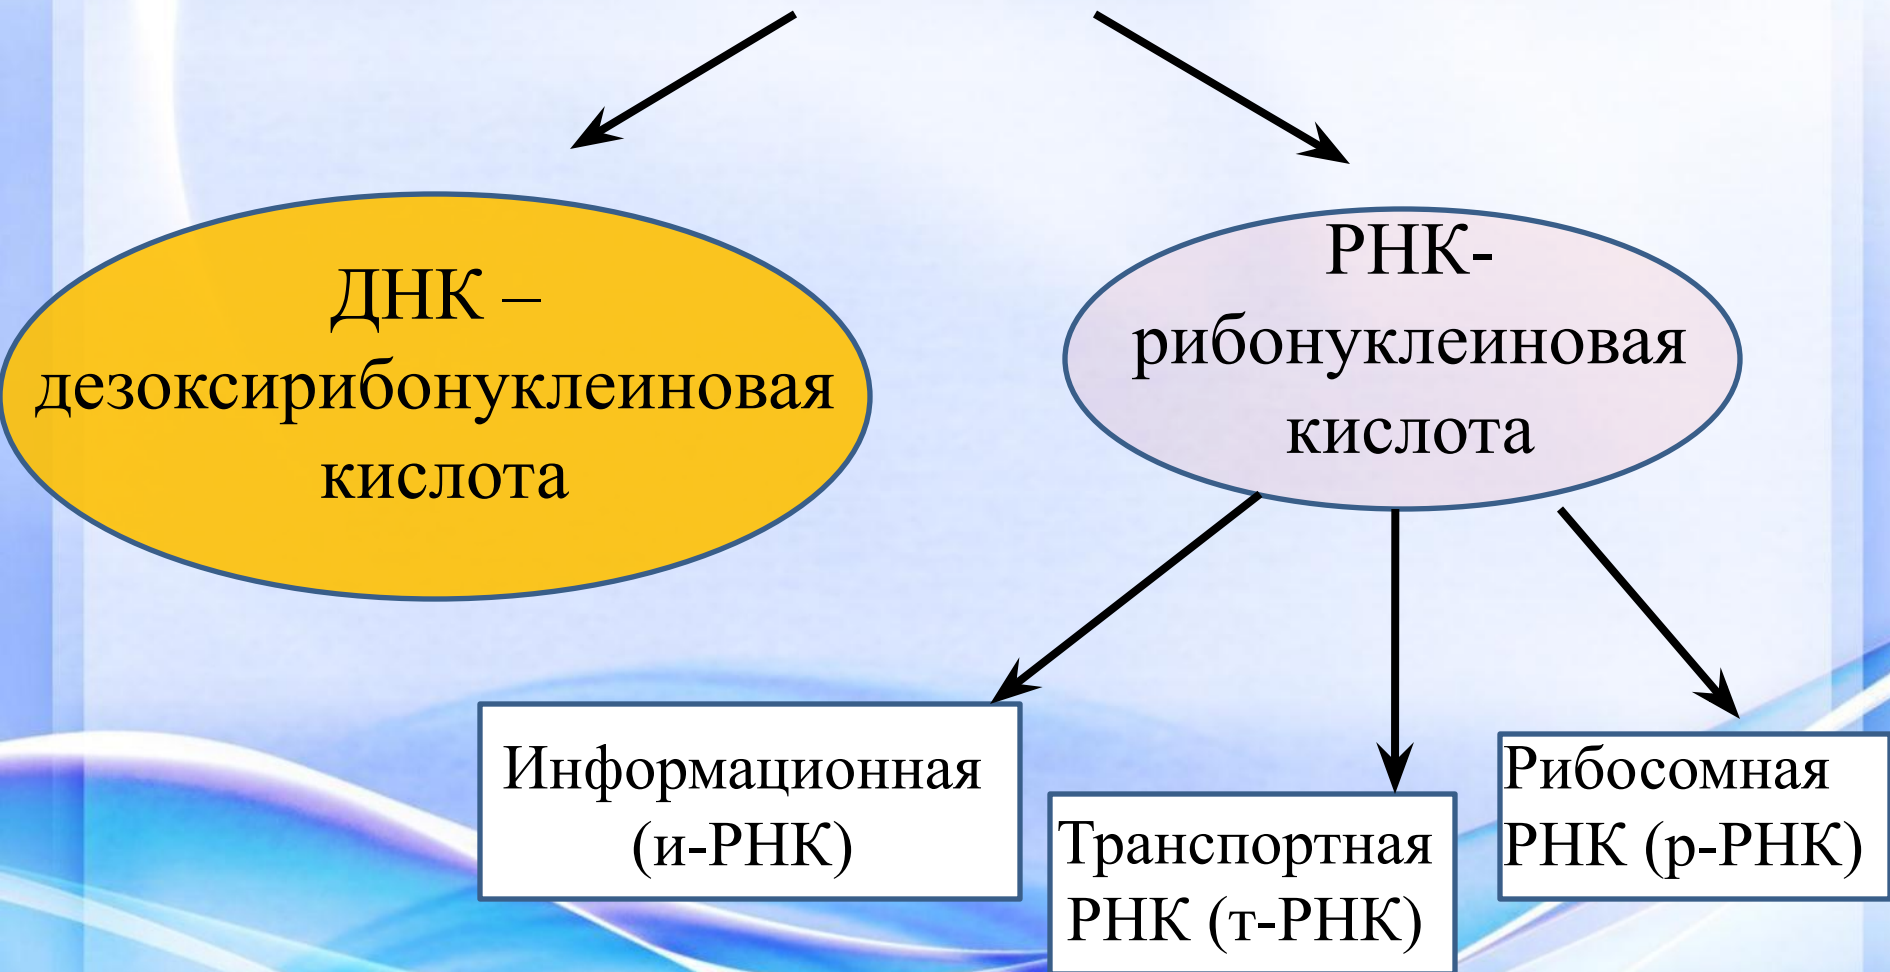 ДНК –
дезоксирибонуклеиновая
кислота
РНК-
рибонуклеиновая
кислота
Информационная
(и-РНК)
Транспортная
РНК (т-РНК)
Рибосомная
РНК (р-РНК)